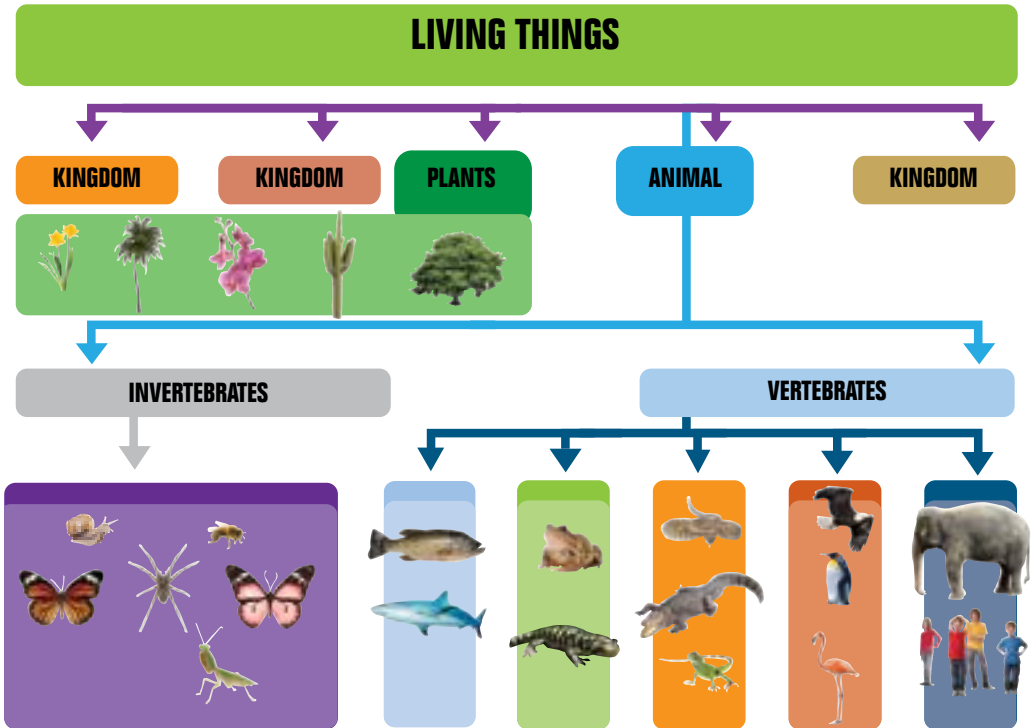 LIVING THINGS
KINGDOM
KINGDOM
PLANTS
ANIMAL
KINGDOM
INVERTEBRATES
VERTEBRATES